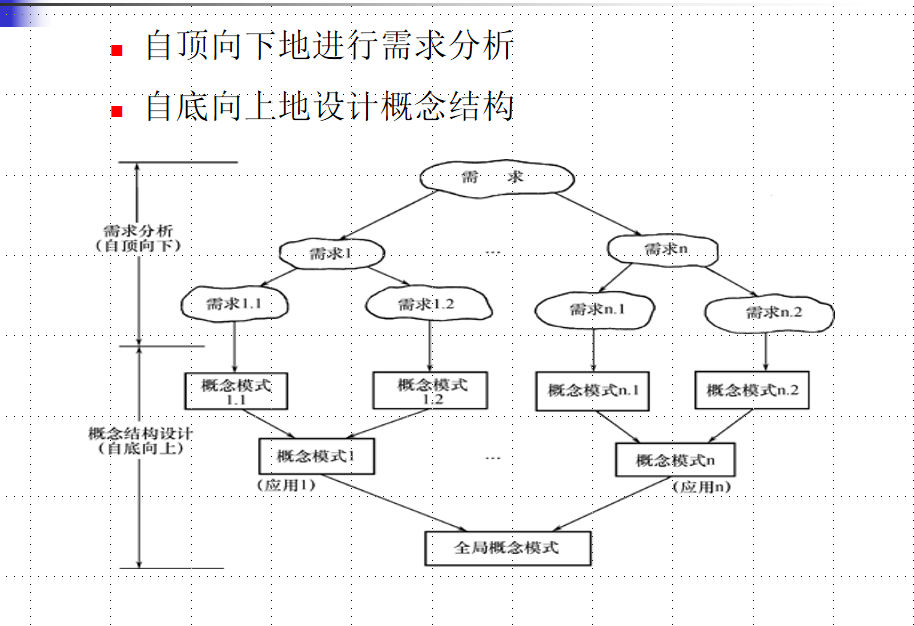 自顶向下地进行需求分析
自底向上地设计概念结构
需 求
需求分析
(自顶向下)
需求1
…
需求n
需求1.1
需求1.2
需求n.1
需求n.2
概念模式
1.1
概念模式
1.2
概念模式n.1
概念模式n.2
概念结构设计
(自底向上)
概念模式1
…
概念模式n
(应用1)
(应用n)
全局概念模式